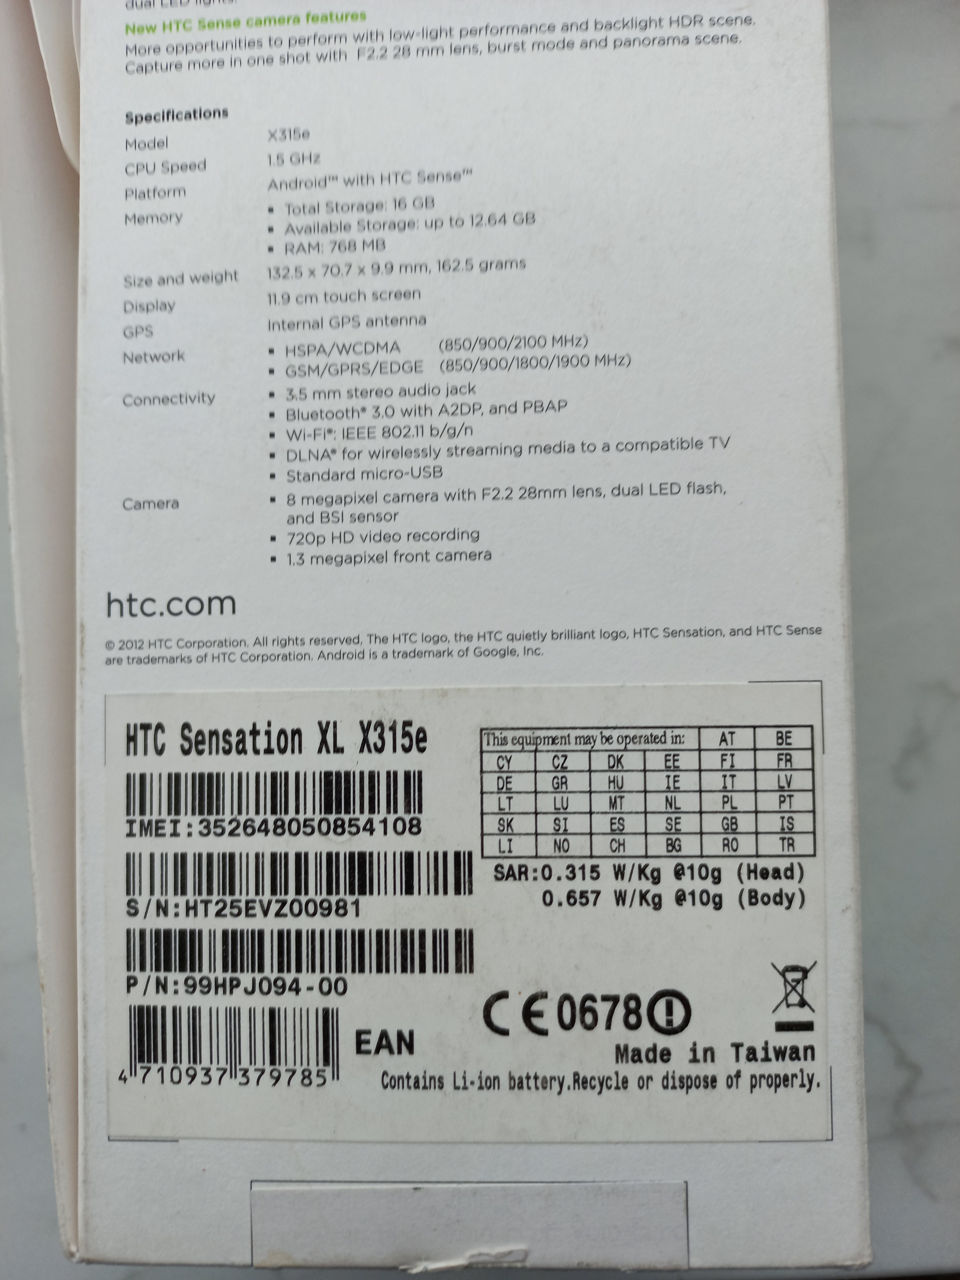 dual LED lights.
New HTC Sense camera features
More opportunities to perform with low-light performance and backlight HDR scene.
Capture more in one shot with F2.2 28 mm lens, burst mode and panorama scene.
Specifications
Model X315e
CPU Speed 1.5 GHz
Platform Android™ with HTC Sense™
Memory ▪ Total Storage: 16 GB
▪ Available Storage: up to 12.64 GB
▪ RAM: 768 MB
Size and weight 132.5 x 70.7 x 9.9 mm, 162.5 grams
Display 11.9 cm touch screen
GPS Internal GPS antenna
Network ▪ HSPA/WCDMA (850/900/2100 MHz)
▪ GSM/GPRS/EDGE (850/900/1800/1900 MHz)
Connectivity ▪ 3.5 mm stereo audio jack
▪ Bluetooth® 3.0 with A2DP, and PBAP
▪ Wi-Fi®: IEEE 802.11 b/g/n
▪ DLNA® for wirelessly streaming media to a compatible TV
▪ Standard micro-USB
Camera ▪ 8 megapixel camera with F2.2 28mm lens, dual LED flash,
and BSI sensor
▪ 720p HD video recording
▪ 1.3 megapixel front camera
htc.com
© 2012 HTC Corporation. All rights reserved, The HTC logo, the HTC quietly brilliant logo, HTC Sensation, and HTC Sense
are trademarks of HTC Corporation. Android is a trademark of Google, Inc.
HTC Sensation XL X315e
IMEI:352648050854108
S/N:HT25EVZ00981
P/N:99HPJ094-00
4 710937 379785
EAN
This equipment may be operated in: AT BE
CY CZ DK EE FI FR
DE GR HU IE IT LV
LT LU MT NL PL PT
SK SI ES SE GB IS
LI NO CH BG RO TR
SAR:0.315 W/Kg @10g (Head)
0.657 W/Kg @10g (Body)
CE0678
Made in Taiwan
Contains Li-ion battery.Recycle or dispose of properly.